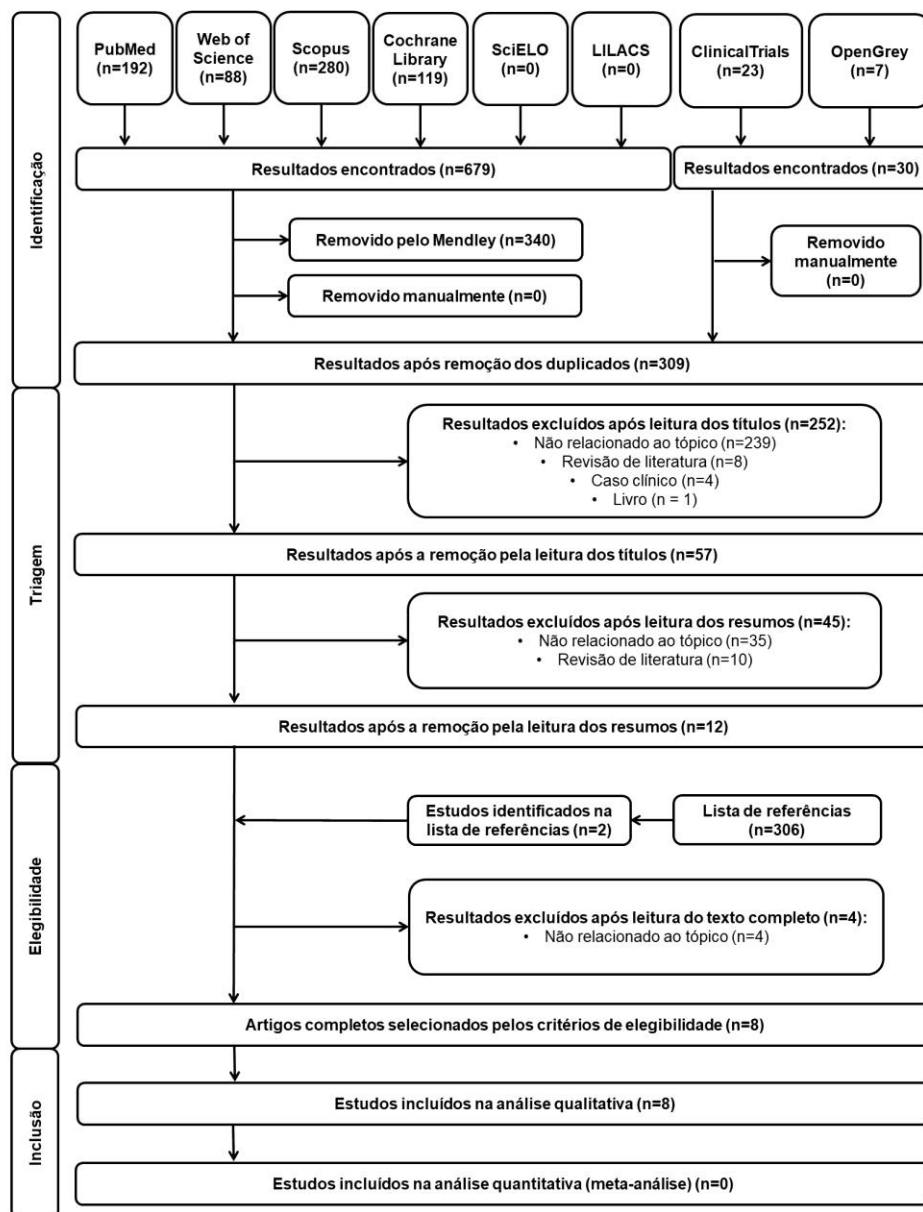 PubMed
(n=192)
Web of
Science
(n=88)
Scopus
(n=280)
Cochrane
Library
(n=119)
SciELO
(n=0)
LILACS
(n=0)
ClinicalTrials
(n=23)
OpenGrey
(n=7)
Identificação
Resultados encontrados (n=679)
Resultados encontrados (n=30)
Removido pelo Mendley (n=340)
Removido manualmente (n=0)
Removido
manualmente
(n=0)
Resultados após remoção dos duplicados (n=309)
Triagem
Resultados excluídos após leitura dos títulos (n=252):
• Não relacionado ao tópico (n=239)
• Revisão de literatura (n=8)
• Caso clínico (n=4)
• Livro (n = 1)
Resultados após a remoção pela leitura dos títulos (n=57)
Resultados excluídos após leitura dos resumos (n=45):
• Não relacionado ao tópico (n=35)
• Revisão de literatura (n=10)
Resultados após a remoção pela leitura dos resumos (n=12)
Elegibilidade
Estudos identificados na
lista de referências (n=2)
Lista de referências
(n=306)
Resultados excluídos após leitura do texto completo (n=4):
• Não relacionado ao tópico (n=4)
Artigos completos selecionados pelos critérios de elegibilidade (n=8)
Inclusão
Estudos incluídos na análise qualitativa (n=8)
Estudos incluídos na análise quantitativa (meta-análise) (n=0)